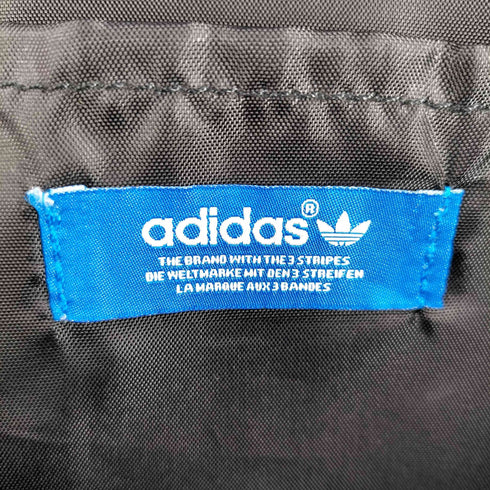 adidas®
THE BRAND WITH THE 3 STRIPES
DIE WELTMARKE MIT DEN 3 STREIFEN
LA MARQUE AUX 3 BANDES